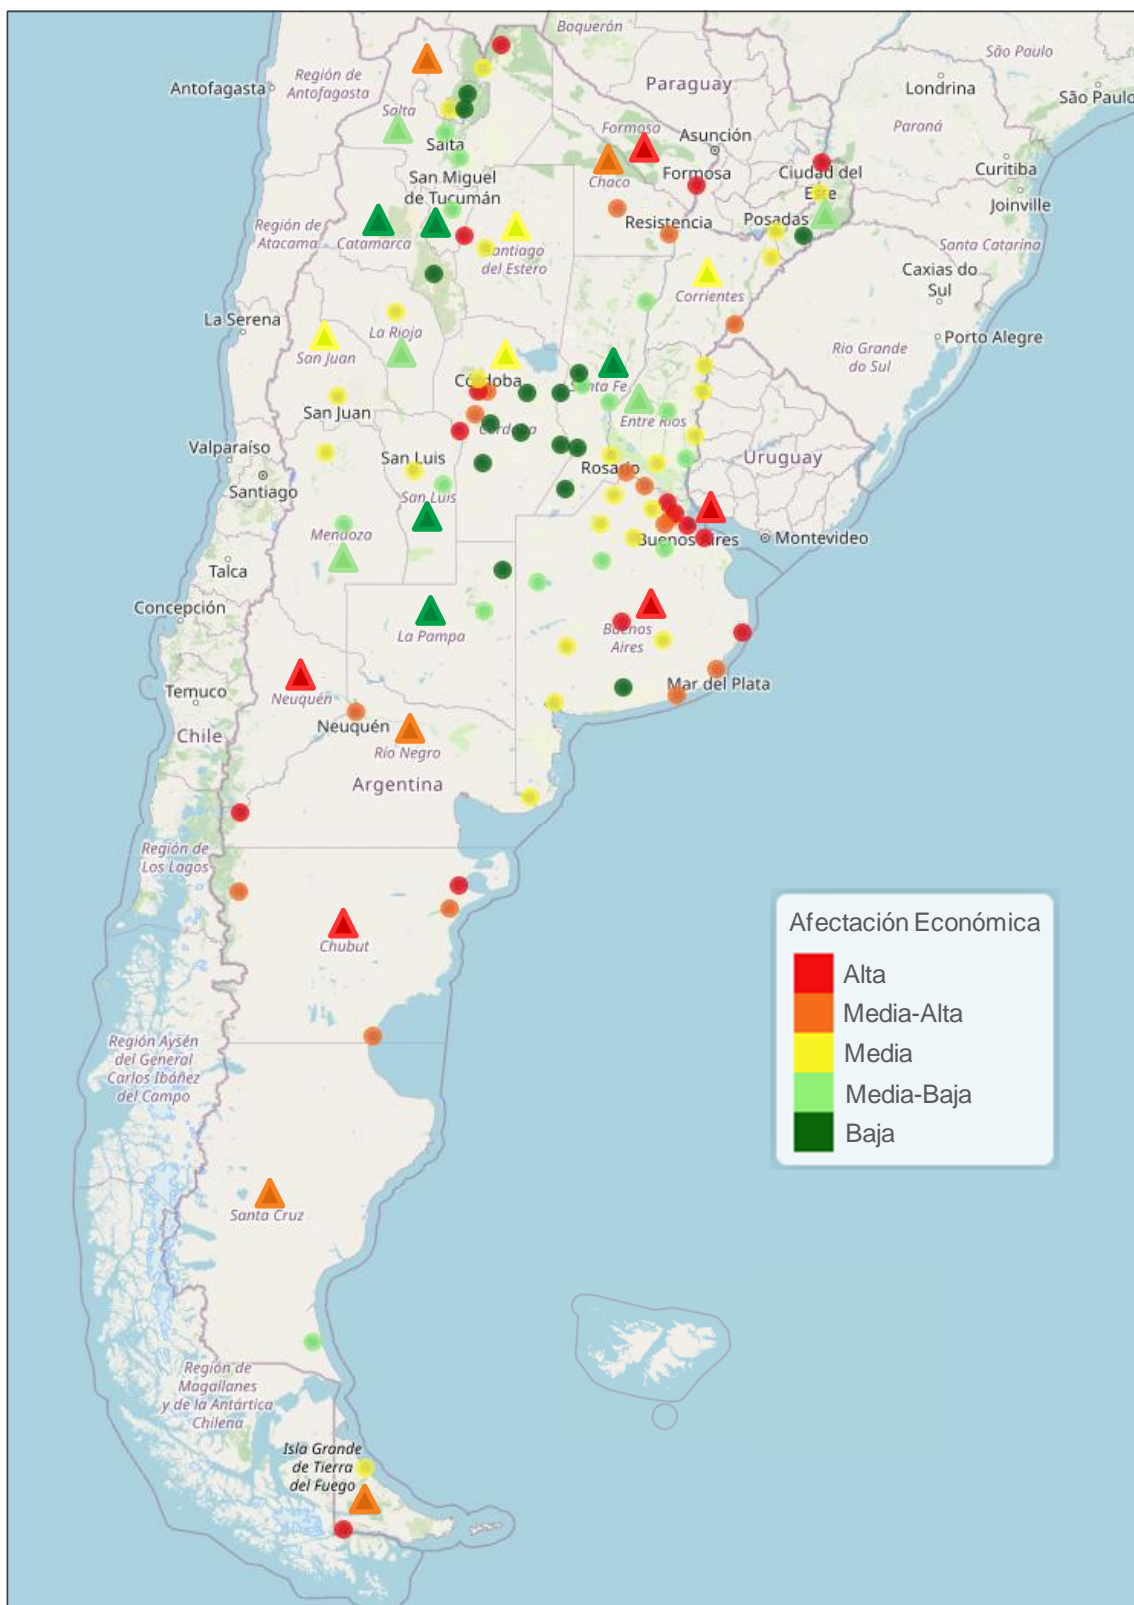 Boquerón
São Paulo
Región de
Antofagasta
Antofagasta
Paraguay
Londrina
São Paulo
Salta
Salta
Formosa
Asunción
Paraná
Chaco
Formosa
Ciudad del
Este
Curitiba
San Miguel
de Tucumán
Joinville
Región de
Atacama
Catamarca
Resistencia
Posadas
Santiago
del Estero
Santa Catarina
Corrientes
Caxias do
Sul
La Serena
La Rioja
San Juan
Porto Alegre
Rio Grande
do Sul
Córdoba
Santa Fe
San Juan
Entre Ríos
Córdoba
Valparaíso
San Luis
Rosario
Uruguay
Santiago
San Luis
Mendoza
Buenos Aires
Montevideo
Talca
Concepción
La Pampa
Buenos
Aires
Temuco
Neuquén
Mar del Plata
Neuquén
Chile
Río Negro
Argentina
Región de
Los Lagos
Chubut
Afectación Económica
Alta
Media-Alta
Media
Media-Baja
Baja
Región Aysén
del General
Carlos Ibáñez
del Campo
Santa Cruz
Región de
Magallanes
y de la Antártica
Chilena
Isla Grande
de Tierra
del Fuego